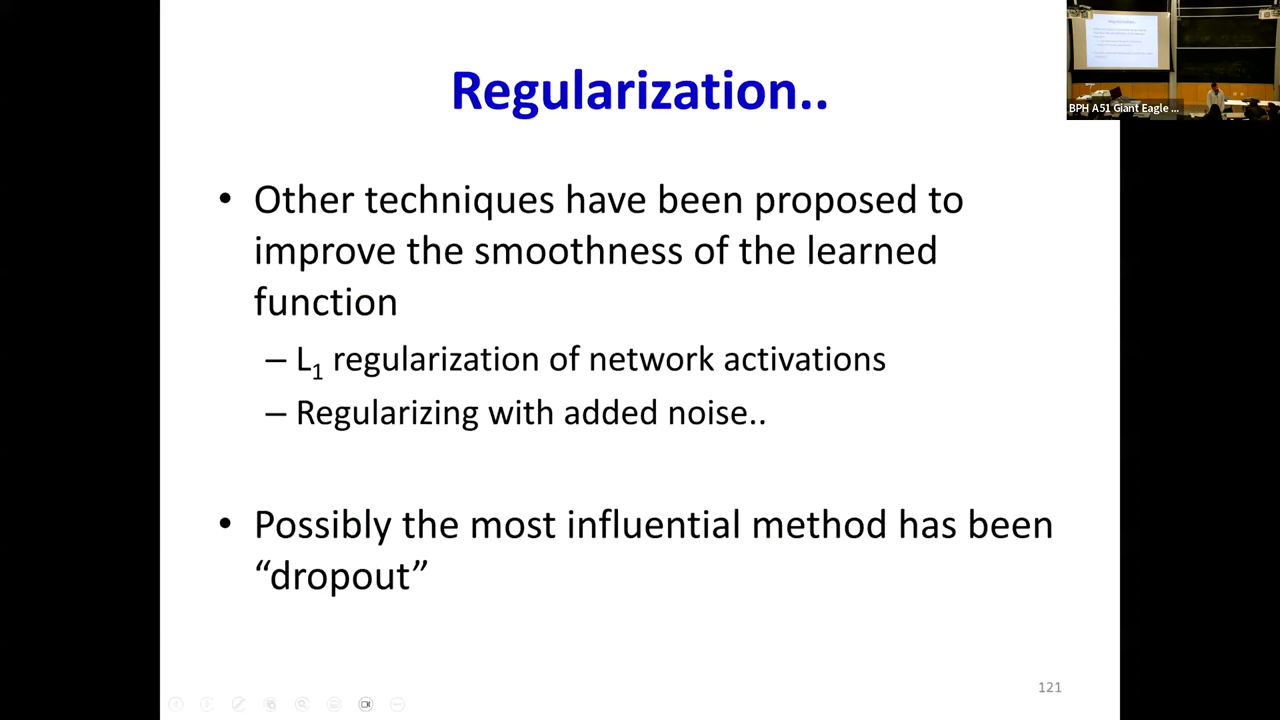 Regularization..
BPH A51 Giant Eagle ...
• Other techniques have been proposed to
improve the smoothness of the learned
function
– L₁ regularization of network activations
– Regularizing with added noise..
• Possibly the most influential method has been
“dropout”
121